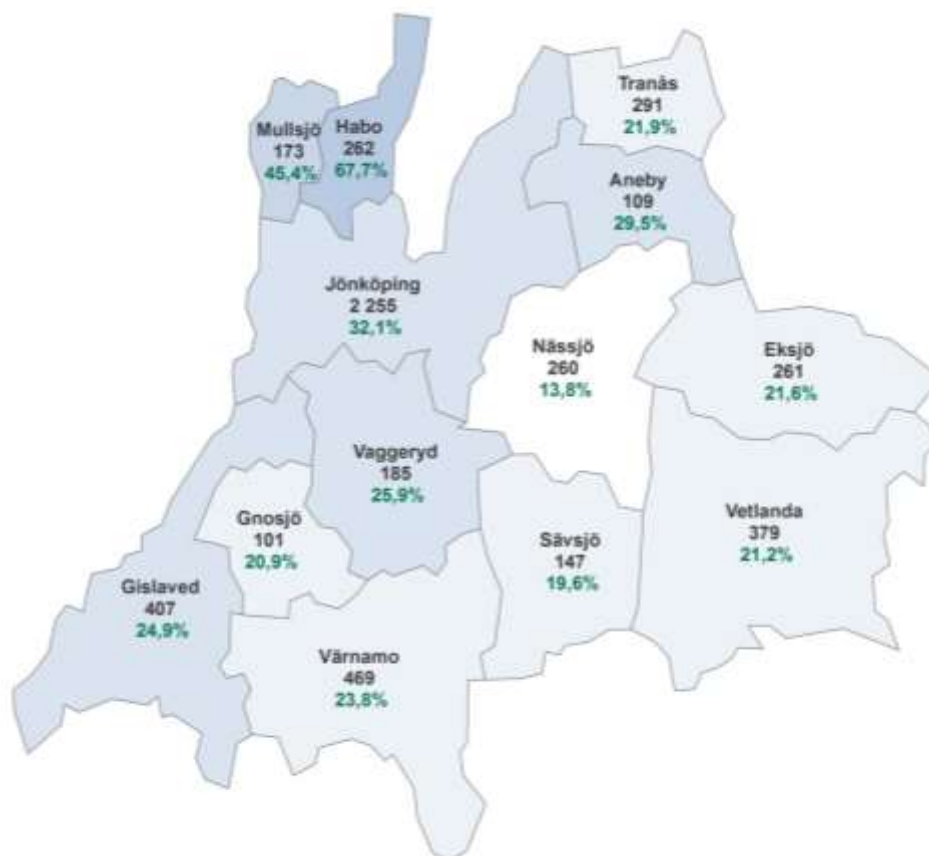 Tranås
291
21,9%
Mullsjö
173
45,4%
Habo
262
67,7%
Aneby
109
29,5%
Jönköping
2 255
32,1%
Nässjö
260
13,8%
Eksjö
261
21,6%
Vaggeryd
185
25,9%
Gnosjö
101
20,9%
Sävsjö
147
19,6%
Vetlanda
379
21,2%
Gislaved
407
24,9%
Värnamo
469
23,8%